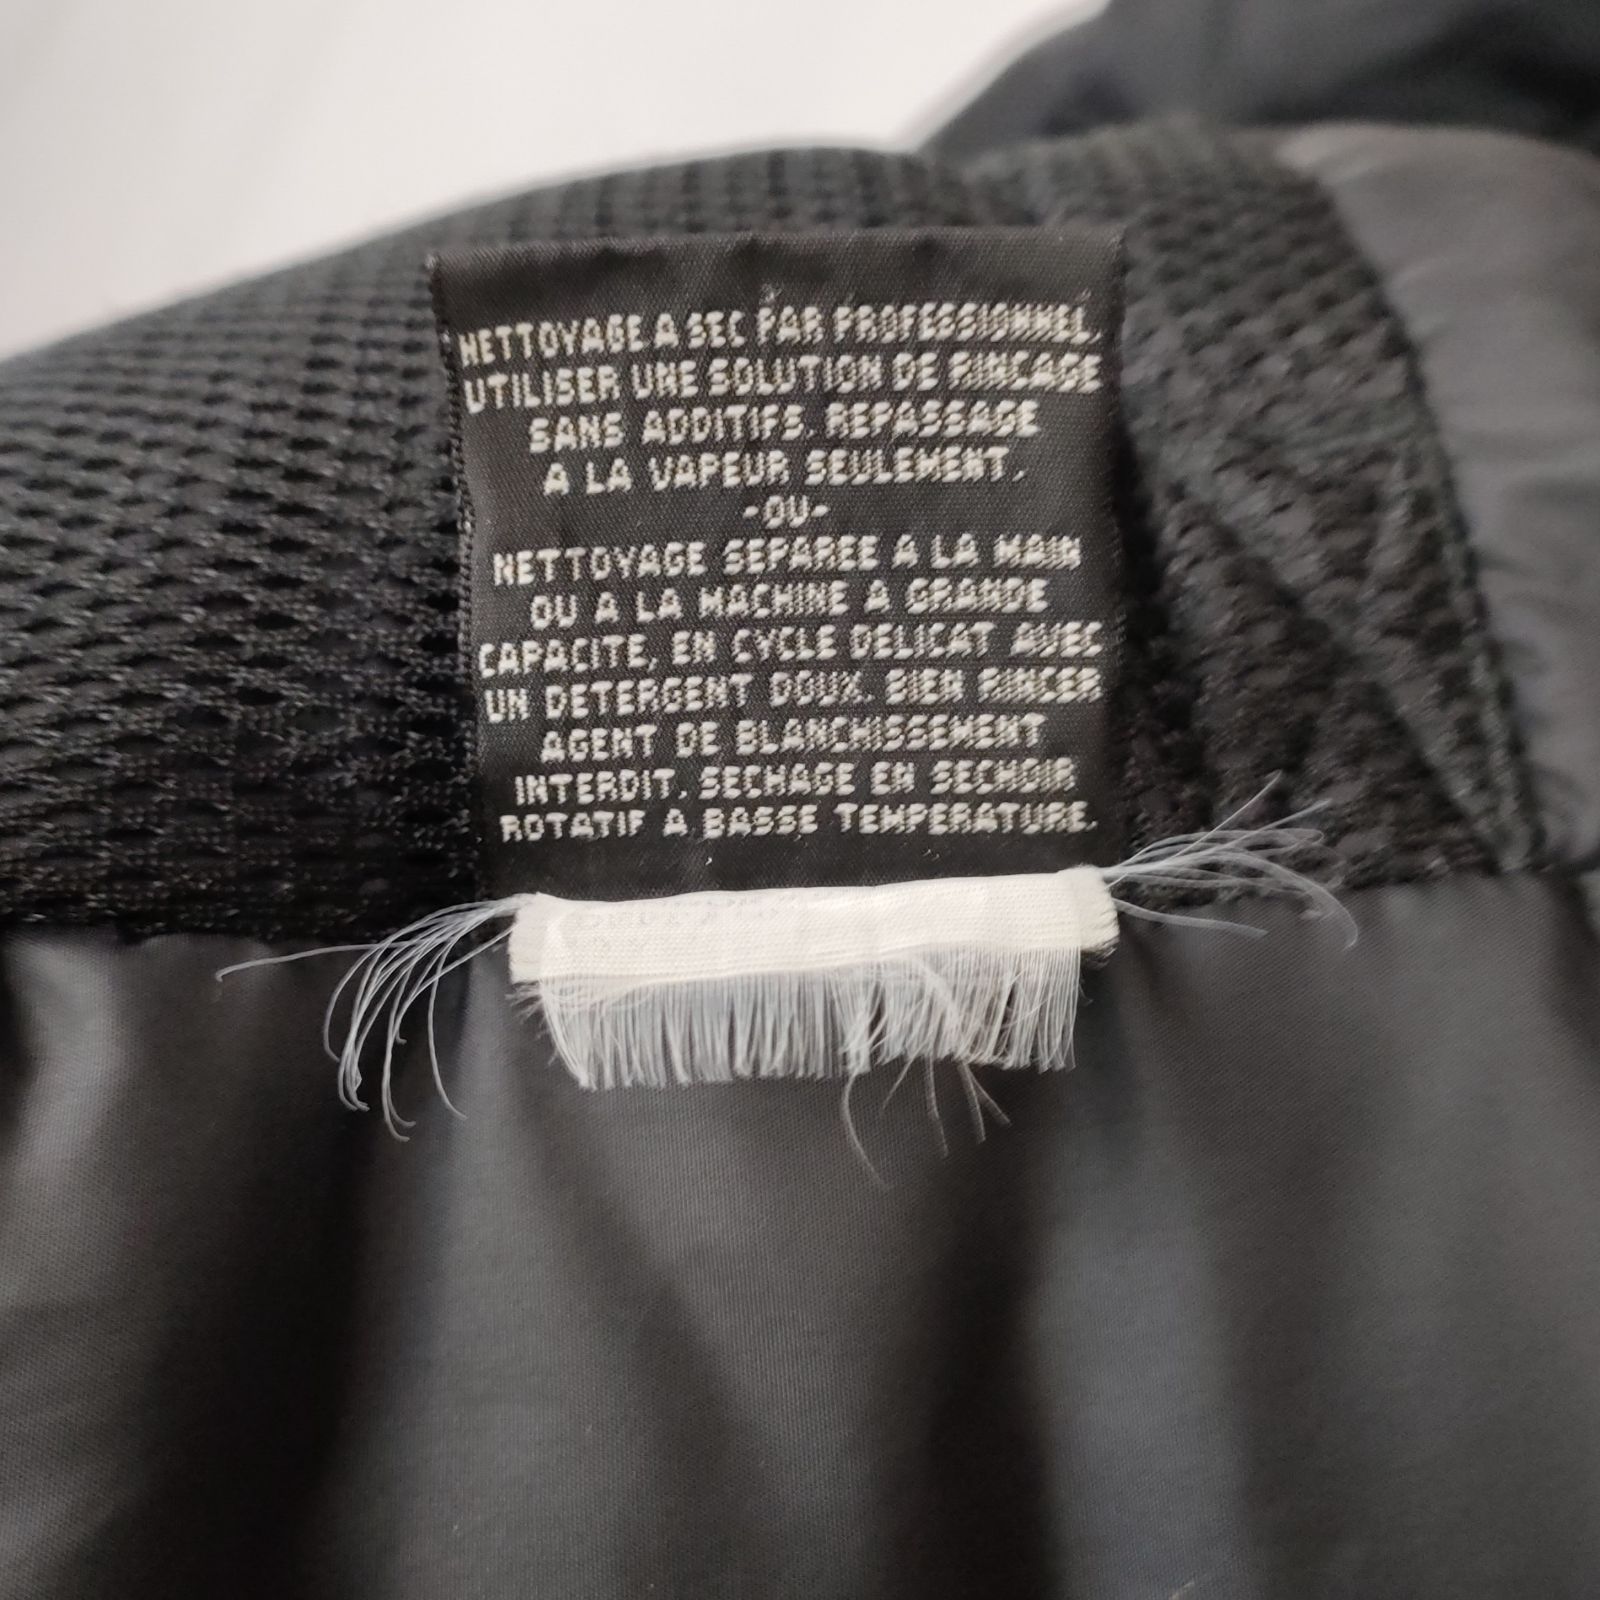 NETTOYAGE A SEC PAR PROFESSIONNEL.
UTILISER UNE SOLUTION DE RINCAGE
SANS ADDITIFS. REPASSAGE
A LA VAPEUR SEULEMENT.
-OU-
NETTOYAGE SEPAREE A LA MAIN
OU A LA MACHINE A GRANDE
CAPACITE, EN CYCLE DELICAT AVEC
UN DETERGENT DOUX. BIEN RINCER
AGENT DE BLANCHISSEMENT
INTERDIT. SECHAGE EN SECHOIR
ROTATIF A BASSE TEMPERATURE.